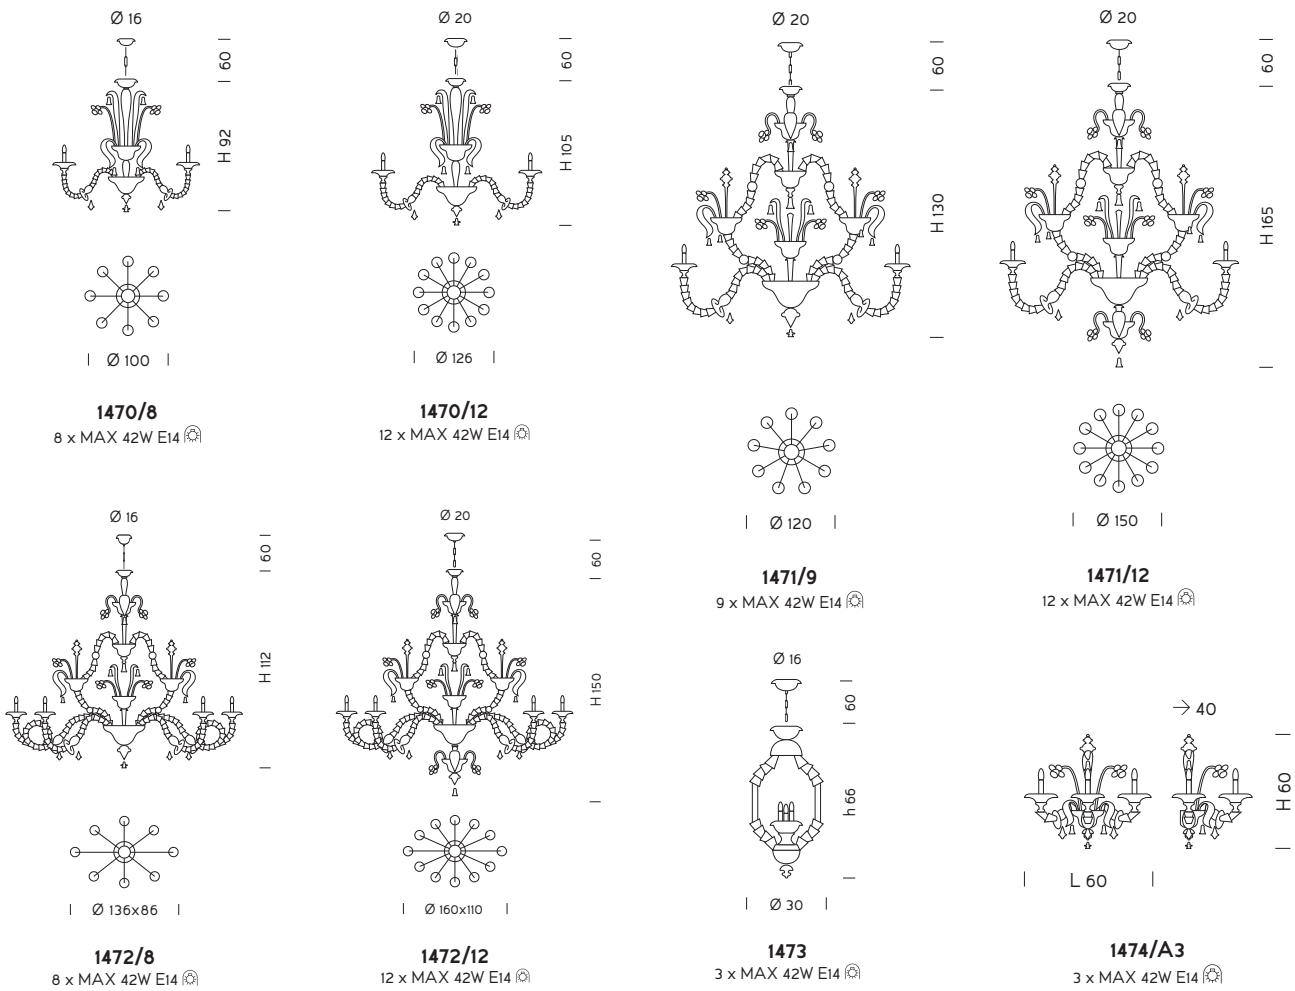 Ø 16
60
H 92
Ø 100
1470/8
8 x MAX 42W E14
Ø 20
60
H 105
Ø 126
1470/12
12 x MAX 42W E14
Ø 20
60
H 130
Ø 120
1471/9
9 x MAX 42W E14
Ø 20
60
H 165
Ø 150
1471/12
12 x MAX 42W E14
Ø 16
60
H 112
Ø 136x86
1472/8
8 x MAX 42W E14
Ø 20
60
H 150
Ø 160x110
1472/12
12 x MAX 42W E14
Ø 16
60
h 66
Ø 30
1473
3 x MAX 42W E14
40
H 60
L 60
1474/A3
3 x MAX 42W E14